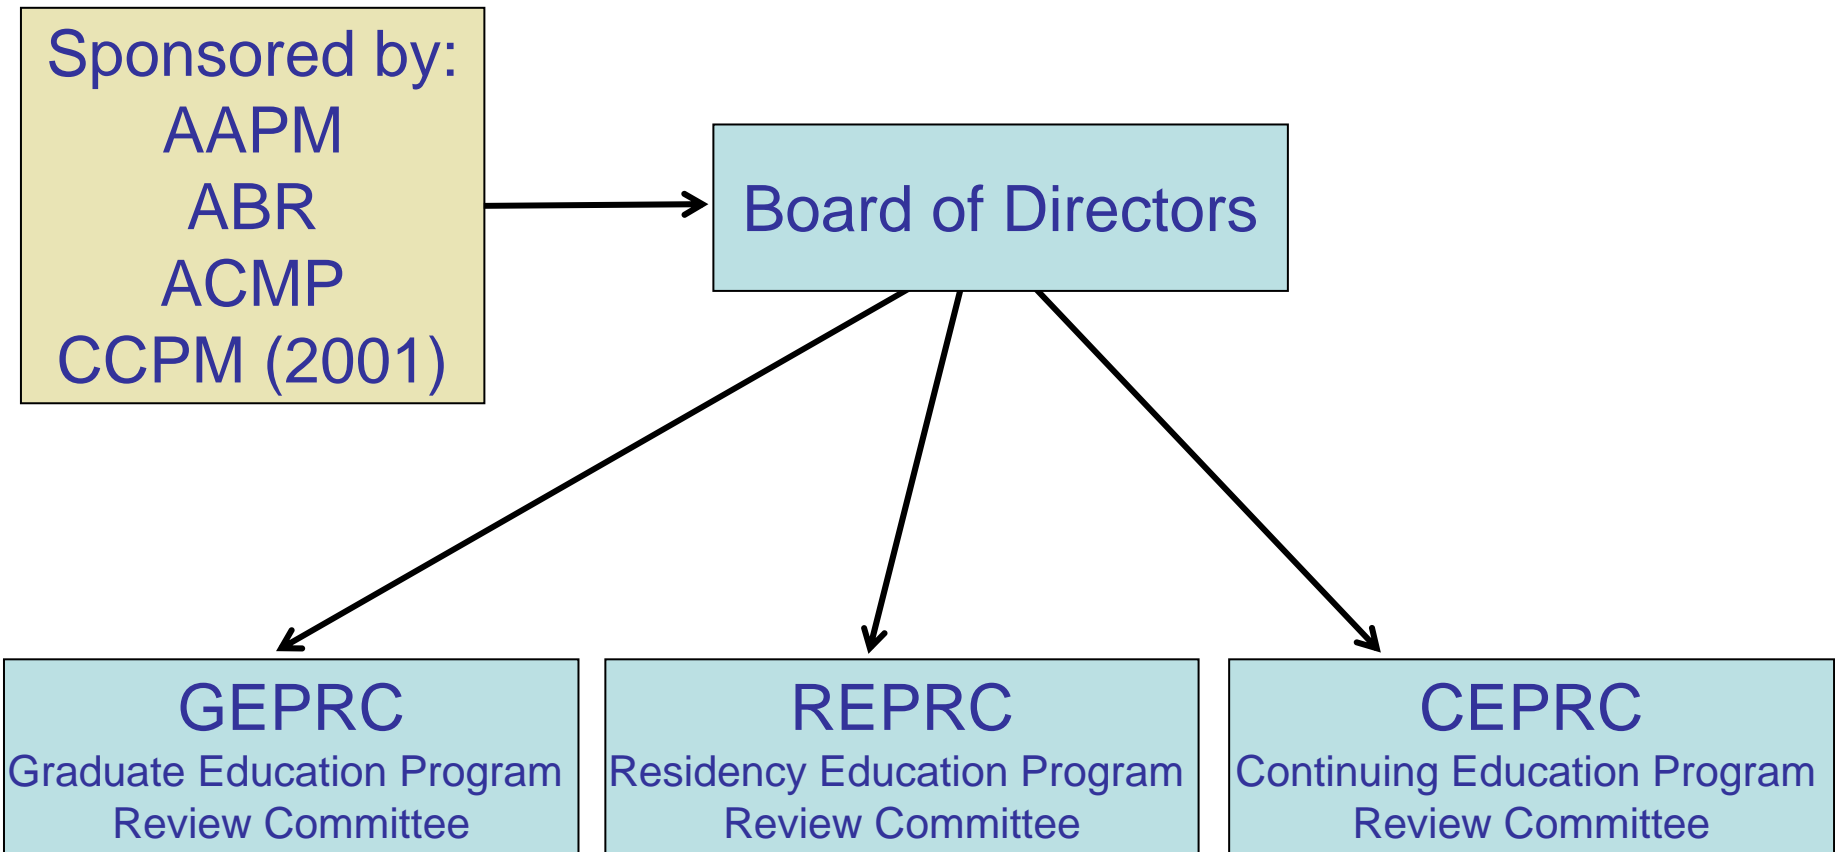 Sponsored by:
AAPM
ABR
ACMP
CCPM (2001)
Board of Directors
GEPRC
Graduate Education Program
Review Committee
REPRC
Residency Education Program
Review Committee
CEPRC
Continuing Education Program
Review Committee